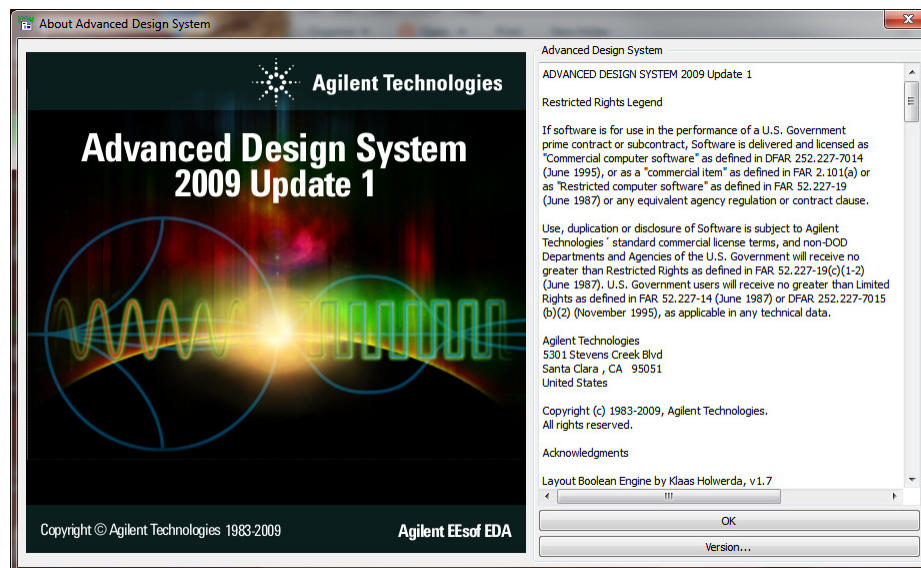 About Advanced Design System
Agilent Technologies
Advanced Design System
2009 Update 1
Copyright © Agilent Technologies 1983-2009
Agilent EEsof EDA
Advanced Design System
ADVANCED DESIGN SYSTEM 2009 Update 1
Restricted Rights Legend
If software is for use in the performance of a U.S. Government
prime contract or subcontract, Software is delivered and licensed as
"Commercial computer software" as defined in DFAR 252.227-7014
(June 1995), or as a "commercial item" as defined in FAR 2.101(a) or
as "Restricted computer software" as defined in FAR 52.227-19
(June 1987) or any equivalent agency regulation or contract clause.
Use, duplication or disclosure of Software is subject to Agilent
Technologies´ standard commercial license terms, and non-DOD
Departments and Agencies of the U.S. Government will receive no
greater than Restricted Rights as defined in FAR 52.227-19(c)(1-2)
(June 1987). U.S. Government users will receive no greater than Limited
Rights as defined in FAR 52.227-14 (June 1987) or DFAR 252.227-7015
(b)(2) (November 1995), as applicable in any technical data.
Agilent Technologies
5301 Stevens Creek Blvd
Santa Clara , CA 95051
United States
Copyright (c) 1983-2009, Agilent Technologies.
All rights reserved.
Acknowledgments
Layout Boolean Engine by Klaas Holwerda, v1.7
OK
Version...